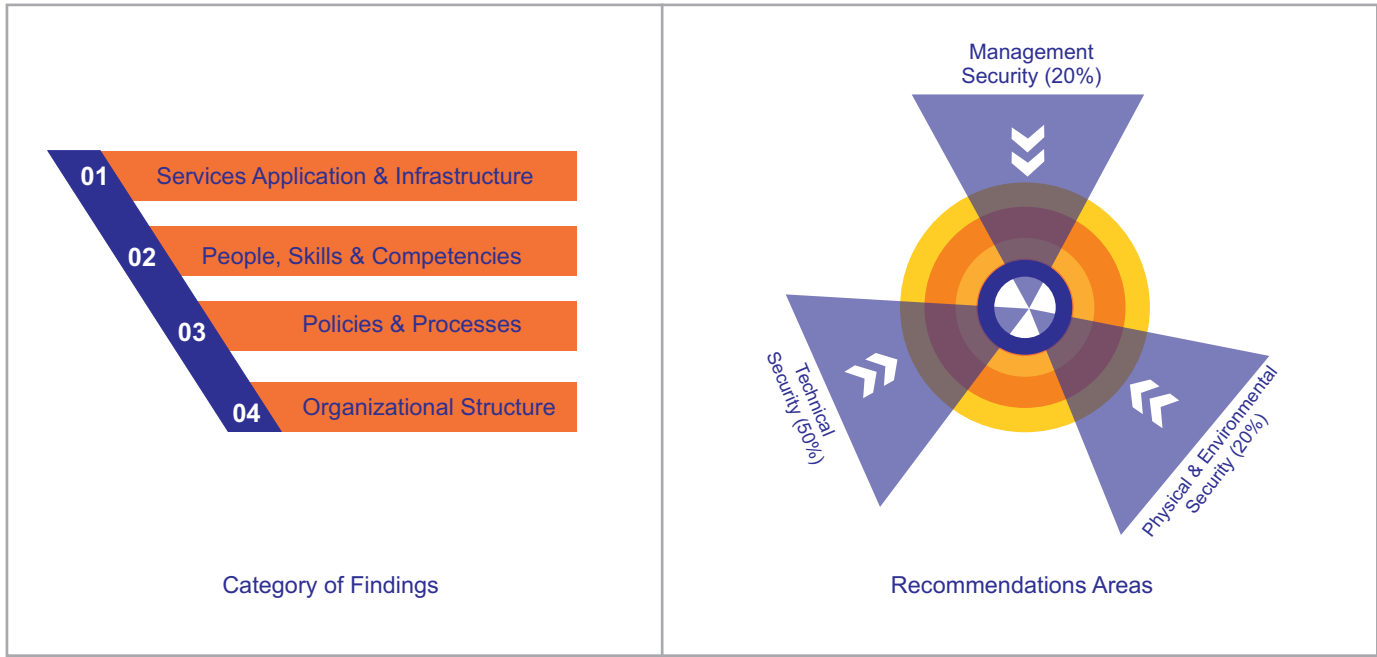 01
Services Application & Infrastructure
02
People, Skills & Competencies
03
Policies & Processes
04
Organizational Structure
Category of Findings
Management
Security (20%)
Technical
Security (50%)
Physical & Environmental
Security (20%)
Recommendations Areas